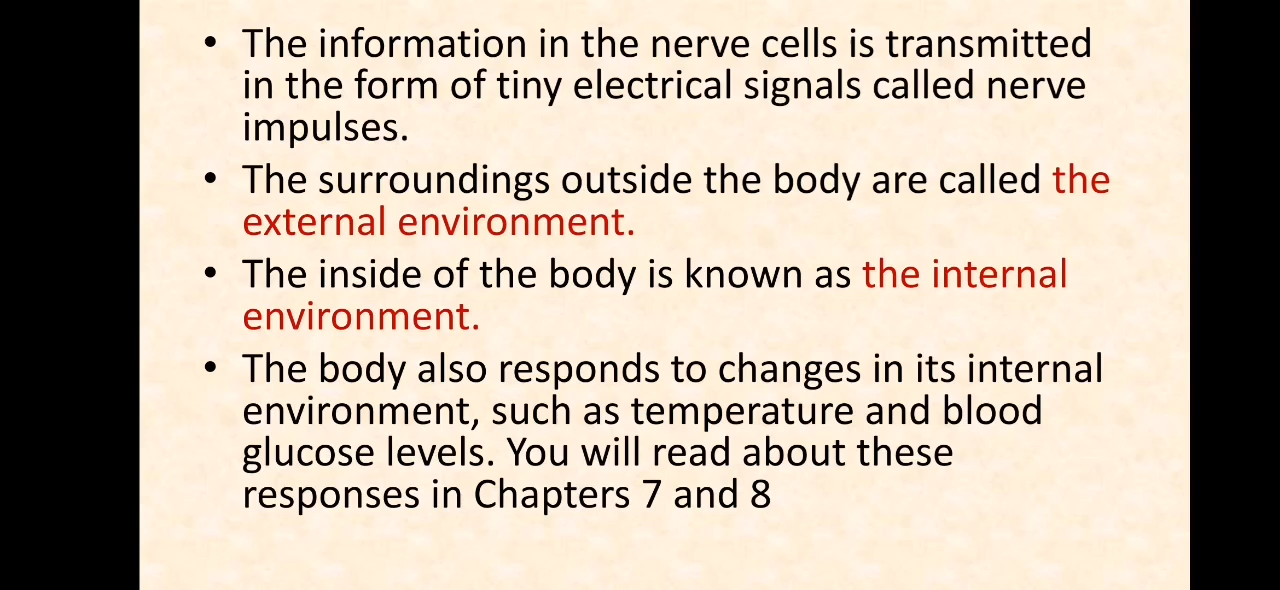 • The information in the nerve cells is transmitted
in the form of tiny electrical signals called nerve
impulses.
• The surroundings outside the body are called the
external environment.
• The inside of the body is known as the internal
environment.
• The body also responds to changes in its internal
environment, such as temperature and blood
glucose levels. You will read about these
responses in Chapters 7 and 8